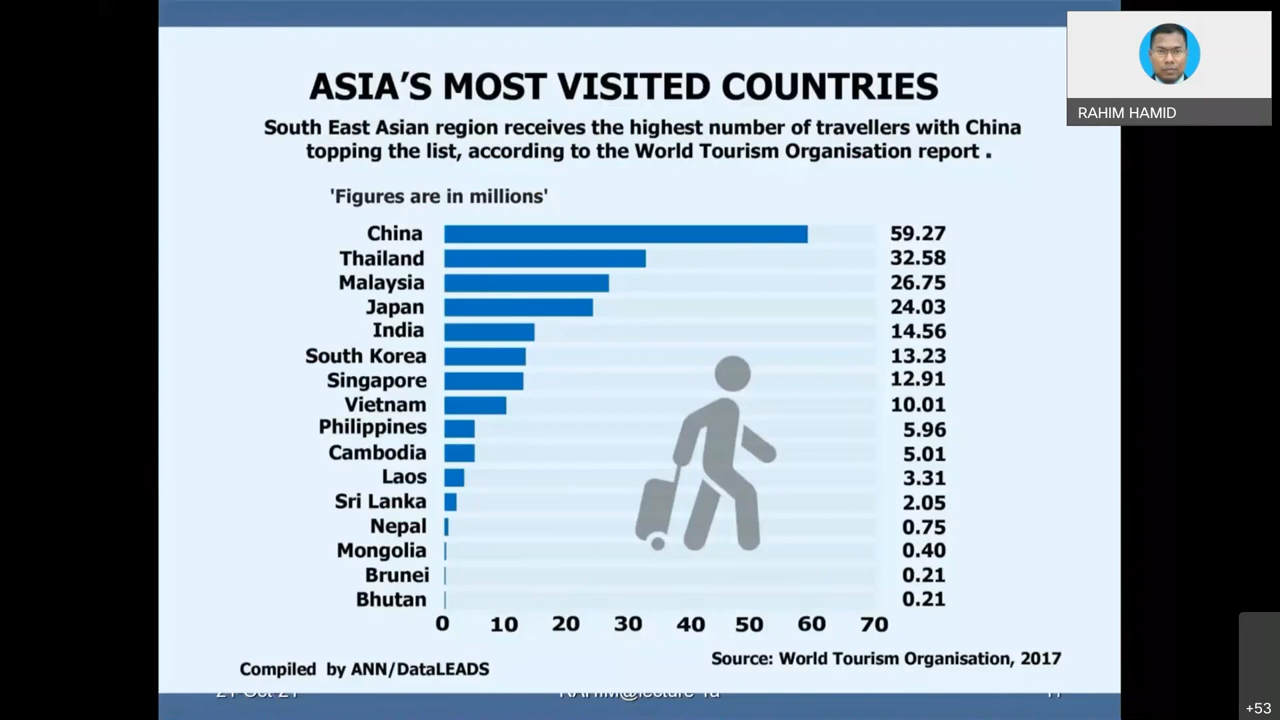 ASIA'S MOST VISITED COUNTRIES
South East Asian region receives the highest number of travellers with China
topping the list, according to the World Tourism Organisation report .
'Figures are in millions'
China 59.27
Thailand 32.58
Malaysia 26.75
Japan 24.03
India 14.56
South Korea 13.23
Singapore 12.91
Vietnam 10.01
Philippines 5.96
Cambodia 5.01
Laos 3.31
Sri Lanka 2.05
Nepal 0.75
Mongolia 0.40
Brunei 0.21
Bhutan 0.21
0 10 20 30 40 50 60 70
Compiled by ANN/DataLEADS
Source: World Tourism Organisation, 2017
RAHIM HAMID
+53